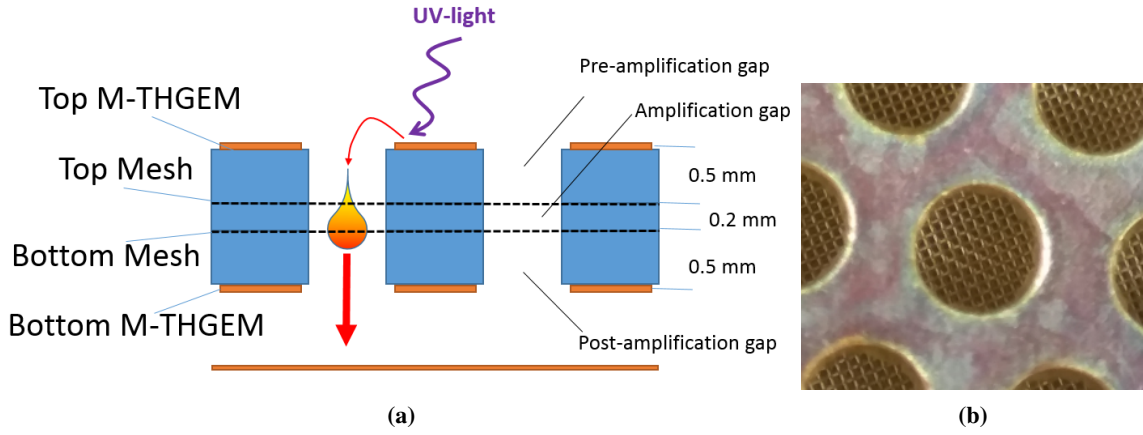 UV-light
Pre-amplification gap
Top M-THGEM
Amplification gap
Top Mesh
0.5 mm
0.2 mm
Bottom Mesh
0.5 mm
Bottom M-THGEM
Post-amplification gap
(a)
(b)